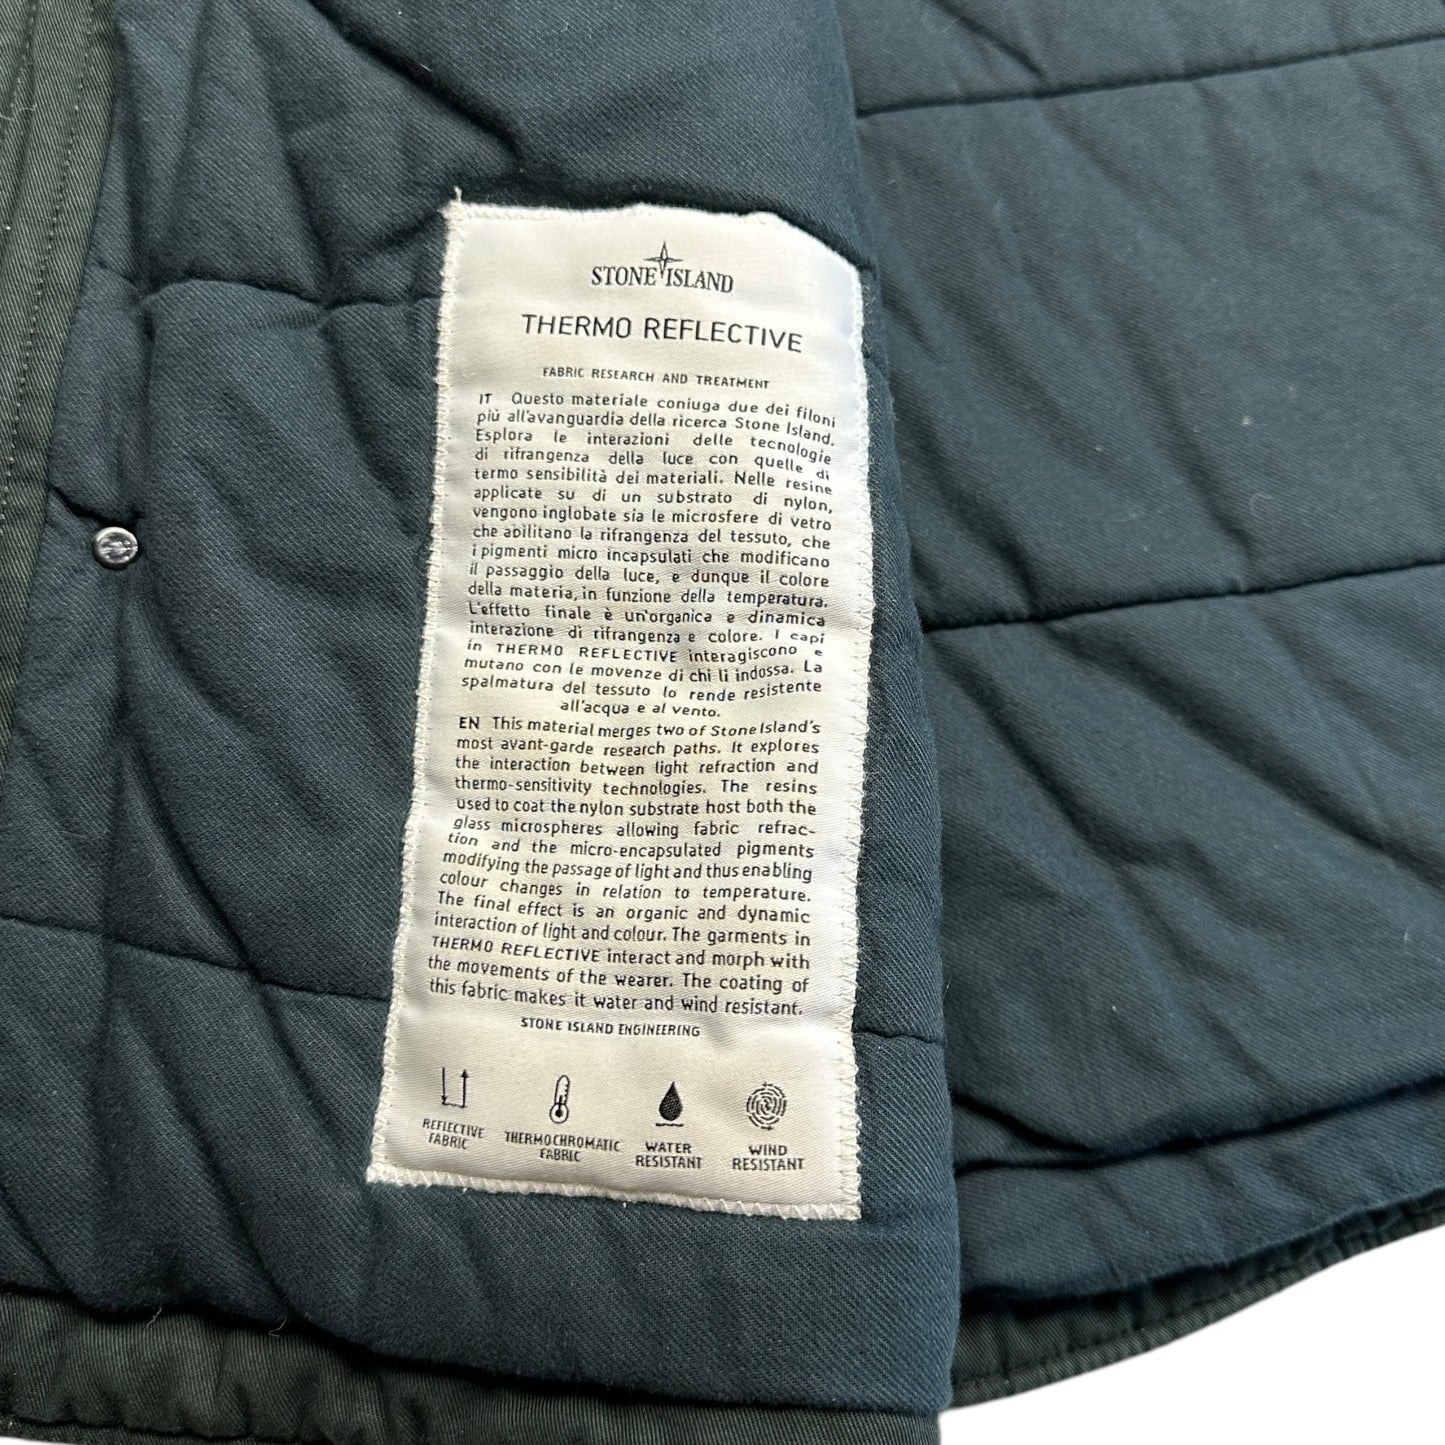 STONE ISLAND
THERMO REFLECTIVE
FABRIC RESEARCH AND TREATMENT
IT Questo materiale coniuga due dei filoni
più all'avanguardia della ricerca Stone Island.
Esplora le interazioni delle tecnologie
di rifrangenza della luce con quelle di
termo sensibilità dei materiali. Nelle resine
applicate su di un substrato di nylon,
vengono inglobate sia le microsfere di vetro
che abilitano la rifrangenza del tessuto, che
i pigmenti micro incapsulati che modificano
il passaggio della luce, e dunque il colore
della materia, in funzione della temperatura.
L'effetto finale è un'organica e dinamica
interazione di rifrangenza e colore. I capi
in THERMO REFLECTIVE interagiscono e
mutano con le movenze di chi li indossa. La
spalmatura del tessuto lo rende resistente
all'acqua e al vento.
EN This material merges two of Stone Island's
most avant-garde research paths. It explores
the interaction between light refraction and
thermo-sensitivity technologies. The resins
used to coat the nylon substrate host both the
glass microspheres allowing fabric refrac-
tion and the micro-encapsulated pigments
modifying the passage of light and thus enabling
colour changes in relation to temperature.
The final effect is an organic and dynamic
interaction of light and colour. The garments in
THERMO REFLECTIVE interact and morph with
the movements of the wearer. The coating of
this fabric makes it water and wind resistant.
STONE ISLAND ENGINEERING
REFLECTIVE FABRIC
THERMOCHROMATIC FABRIC
WATER RESISTANT
WIND RESISTANT